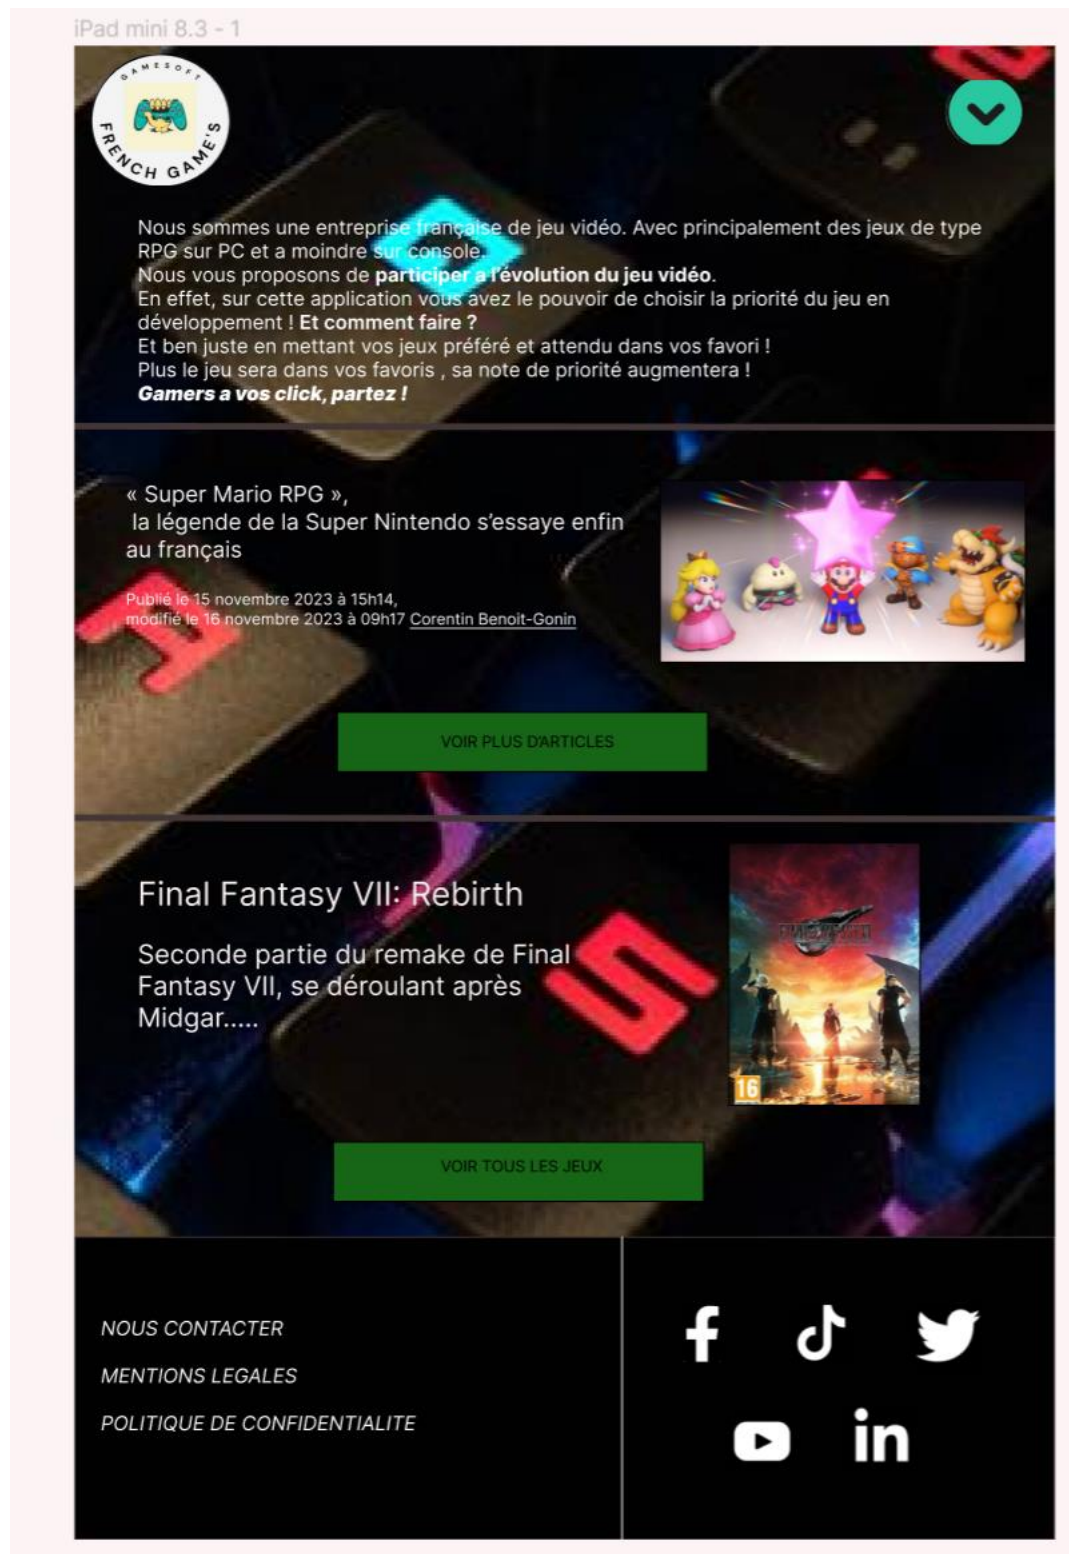 iPad mini 8.3 - 1
GAMESOFT
FRENCH GAME'S
Nous sommes une entreprise française de jeu vidéo. Avec principalement des jeux de type
RPG sur PC et a moindre sur console.
Nous vous proposons de participer a l'évolution du jeu vidéo.
En effet, sur cette application vous avez le pouvoir de choisir la priorité du jeu en
développement ! Et comment faire ?
Et ben juste en mettant vos jeux préféré et attendu dans vos favori !
Plus le jeu sera dans vos favoris , sa note de priorité augmentera !
Gamers a vos click, partez !
« Super Mario RPG »,
la légende de la Super Nintendo s'essaye enfin
au français
Publié le 15 novembre 2023 à 15h14,
modifié le 16 novembre 2023 à 09h17 Corentin Benoit-Gonin
VOIR PLUS D'ARTICLES
Final Fantasy VII: Rebirth
Seconde partie du remake de Final
Fantasy VII, se déroulant après
Midgar.....
16
VOIR TOUS LES JEUX
NOUS CONTACTER
MENTIONS LEGALES
POLITIQUE DE CONFIDENTIALITE
in